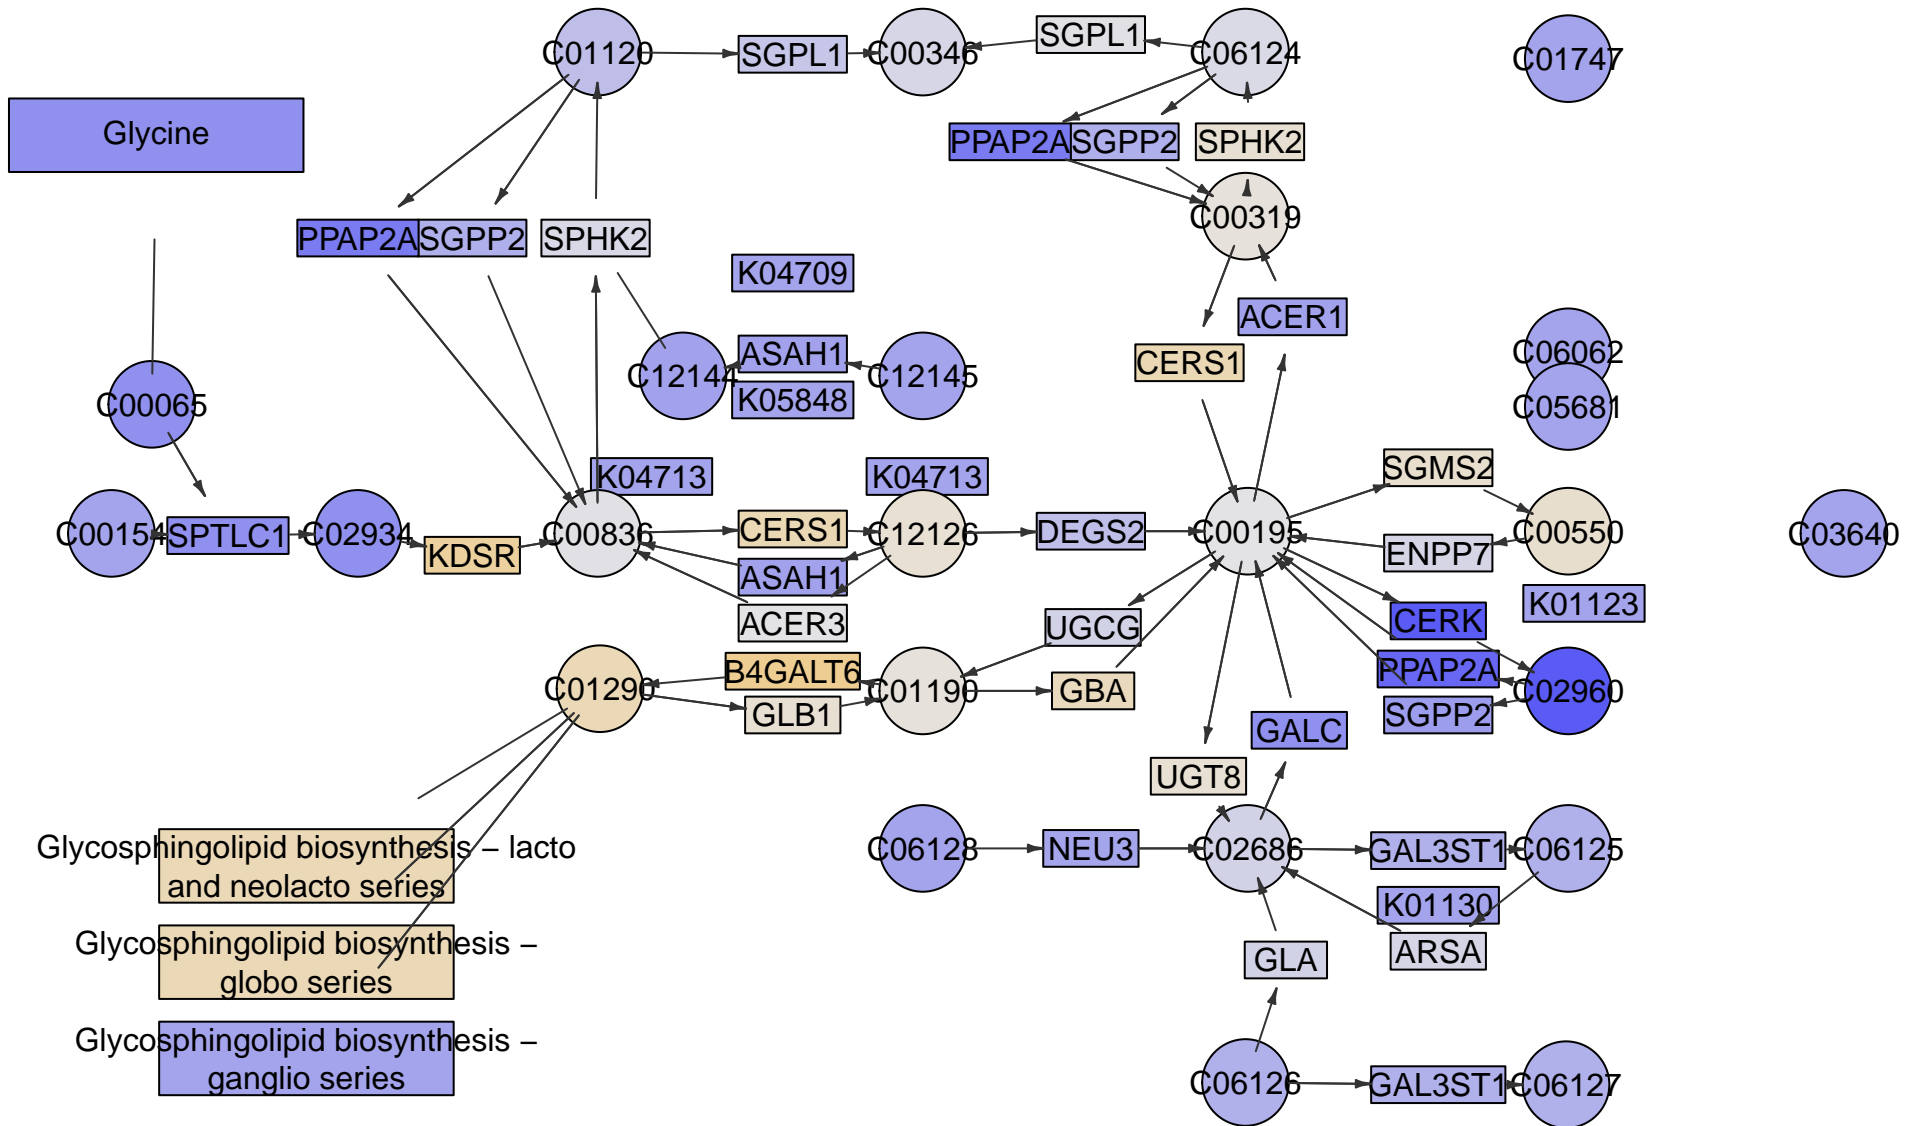 C01120
SGPL1
C00346
SGPL1
C06124
C01747
Glycine
PPAP2A
SGPP2
SPHK2
C00319
PPAP2A
SGPP2
SPHK2
K04709
ACER1
C12144
ASAH1
C12145
K05848
CERS1
C06062
C05681
C00065
K04713
K04713
SGMS2
C00154
SPTLC1
C02934
KDSR
C00836
CERS1
C12126
DEGS2
C00195
C00550
C03640
ENPP7
ASAH1
K01123
ACER3
UGCG
CERK
C01290
B4GALT6
C01190
GBA
PPAP2A
C02960
GLB1
SGPP2
GALC
UGT8
Glycosphingolipid biosynthesis – lacto
and neolacto series
C06128
NEU3
C02686
GAL3ST1
C06125
K01130
Glycosphingolipid biosynthesis –
globo series
GLA
ARSA
Glycosphingolipid biosynthesis –
ganglio series
C06126
GAL3ST1
C06127